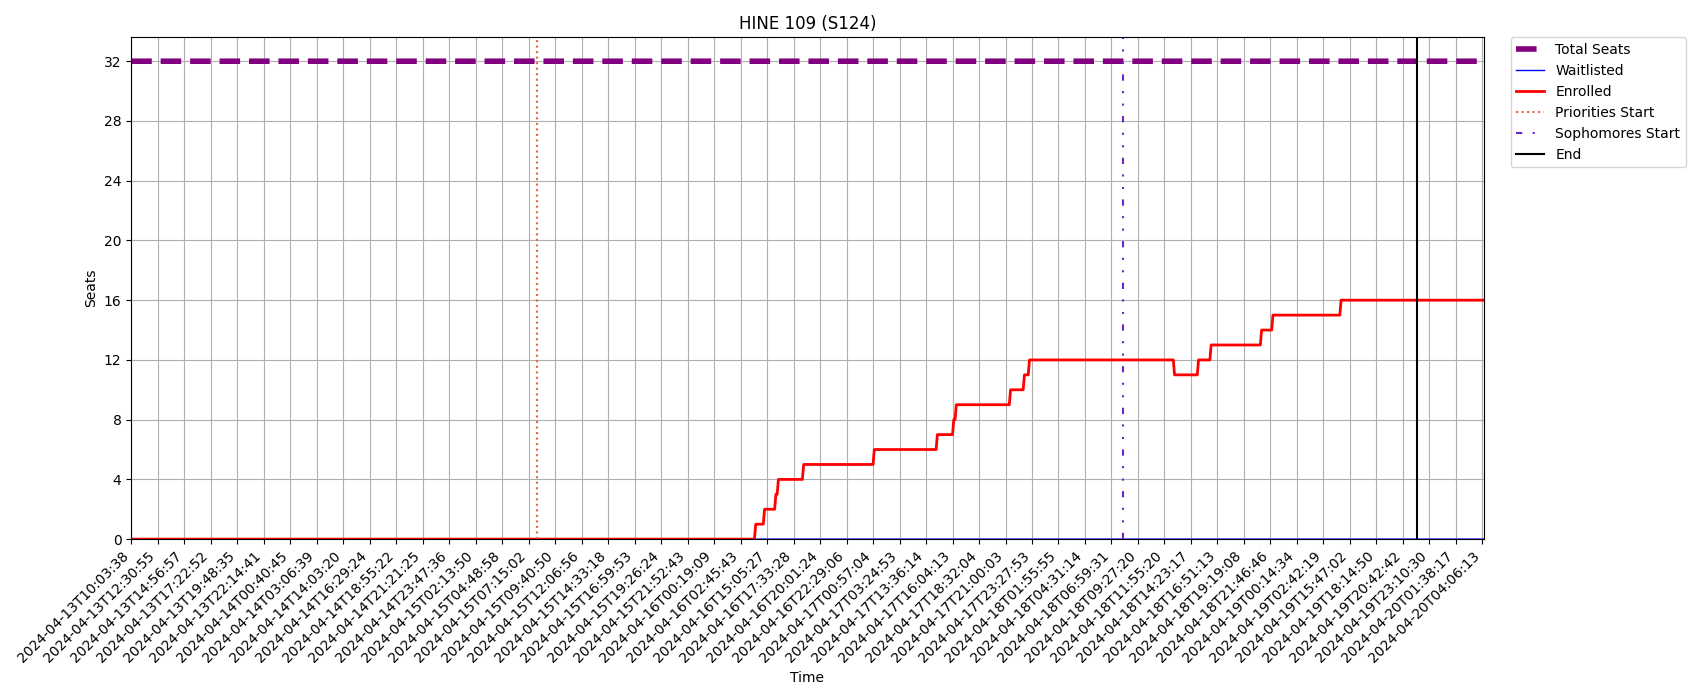 HINE 109 (S124)
Total Seats
Waitlisted
Enrolled
Priorities Start
Sophomores Start
End
Seats
32
28
24
20
16
12
8
4
0
2024-04-13T10:03:38
2024-04-13T12:30:55
2024-04-13T14:56:57
2024-04-13T17:22:52
2024-04-13T19:48:35
2024-04-13T22:14:41
2024-04-14T00:40:45
2024-04-14T03:06:39
2024-04-14T14:03:20
2024-04-14T16:29:24
2024-04-14T18:55:22
2024-04-14T21:21:25
2024-04-14T23:47:36
2024-04-15T02:13:50
2024-04-15T04:48:58
2024-04-15T07:15:02
2024-04-15T09:40:50
2024-04-15T12:06:56
2024-04-15T14:33:18
2024-04-15T16:59:53
2024-04-15T19:26:24
2024-04-15T21:52:43
2024-04-16T00:19:09
2024-04-16T02:45:43
2024-04-16T15:05:27
2024-04-16T17:33:28
2024-04-16T20:01:24
2024-04-16T22:29:06
2024-04-17T00:57:04
2024-04-17T03:24:53
2024-04-17T13:36:14
2024-04-17T16:04:13
2024-04-17T18:32:04
2024-04-17T21:00:03
2024-04-17T23:27:53
2024-04-18T01:55:55
2024-04-18T04:31:14
2024-04-18T06:59:31
2024-04-18T09:27:20
2024-04-18T11:55:20
2024-04-18T14:23:17
2024-04-18T16:51:13
2024-04-18T19:19:08
2024-04-18T21:46:46
2024-04-19T00:14:34
2024-04-19T02:42:19
2024-04-19T15:47:02
2024-04-19T18:14:50
2024-04-19T20:42:42
2024-04-19T23:10:30
2024-04-20T01:38:17
2024-04-20T04:06:13
Time